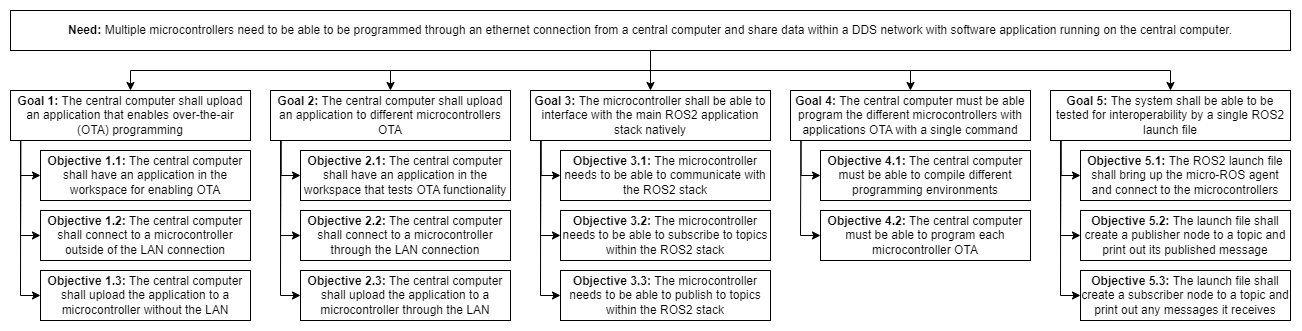 Need: Multiple microcontrollers need to be able to be programmed through an ethernet connection from a central computer and share data within a DDS network with software application running on the central computer.
Goal 1: The central computer shall upload
an application that enables over-the-air
(OTA) programming
Objective 1.1: The central computer
shall have an application in the
workspace for enabling OTA
Objective 1.2: The central computer
shall connect to a microcontroller
outside of the LAN connection
Objective 1.3: The central computer
shall upload the application to a
microcontroller without the LAN
Goal 2: The central computer shall upload
an application to different microcontrollers
OTA
Objective 2.1: The central computer
shall have an application in the
workspace that tests OTA functionality
Objective 2.2: The central computer
shall connect to a microcontroller
through the LAN connection
Objective 2.3: The central computer
shall upload the application to a
microcontroller through the LAN
Goal 3: The microcontroller shall be able to
interface with the main ROS2 application
stack natively
Objective 3.1: The microcontroller
needs to be able to communicate with
the ROS2 stack
Objective 3.2: The microcontroller
needs to be able to subscribe to topics
within the ROS2 stack
Objective 3.3: The microcontroller
needs to be able to publish to topics
within the ROS2 stack
Goal 4: The central computer must be able
program the different microcontrollers with
applications OTA with a single command
Objective 4.1: The central computer
must be able to compile different
programming environments
Objective 4.2: The central computer
must be able to program each
microcontroller OTA
Goal 5: The system shall be able to be
tested for interoperability by a single ROS2
launch file
Objective 5.1: The ROS2 launch file
shall bring up the micro-ROS agent
and connect to the microcontrollers
Objective 5.2: The launch file shall
create a publisher node to a topic and
print out its published message
Objective 5.3: The launch file shall
create a subscriber node to a topic and
print out any messages it receives